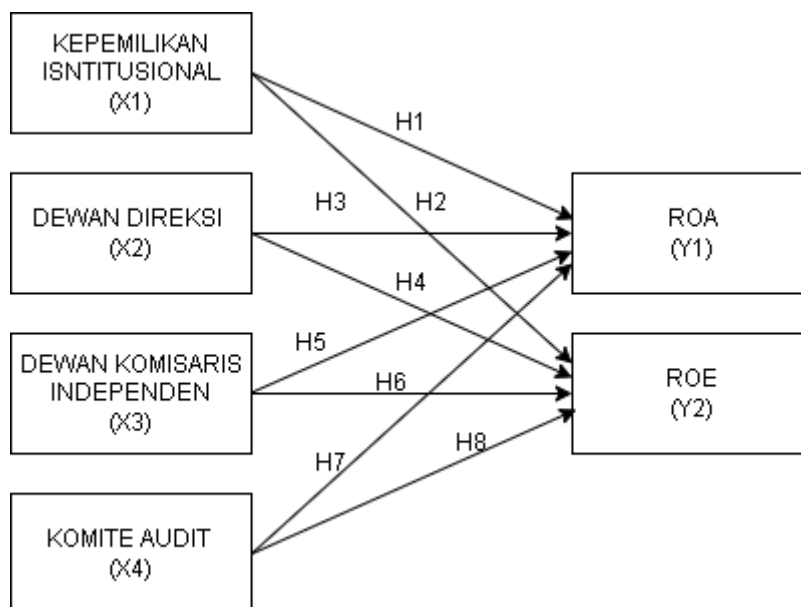 KEPEMILIKAN
ISNTITUSIONAL
(X1)
H1
DEWAN DIREKSI
(X2)
H3
H2
ROA
(Y1)
H4
DEWAN KOMISARIS
INDEPENDEN
(X3)
H5
H6
ROE
(Y2)
H7
H8
KOMITE AUDIT
(X4)